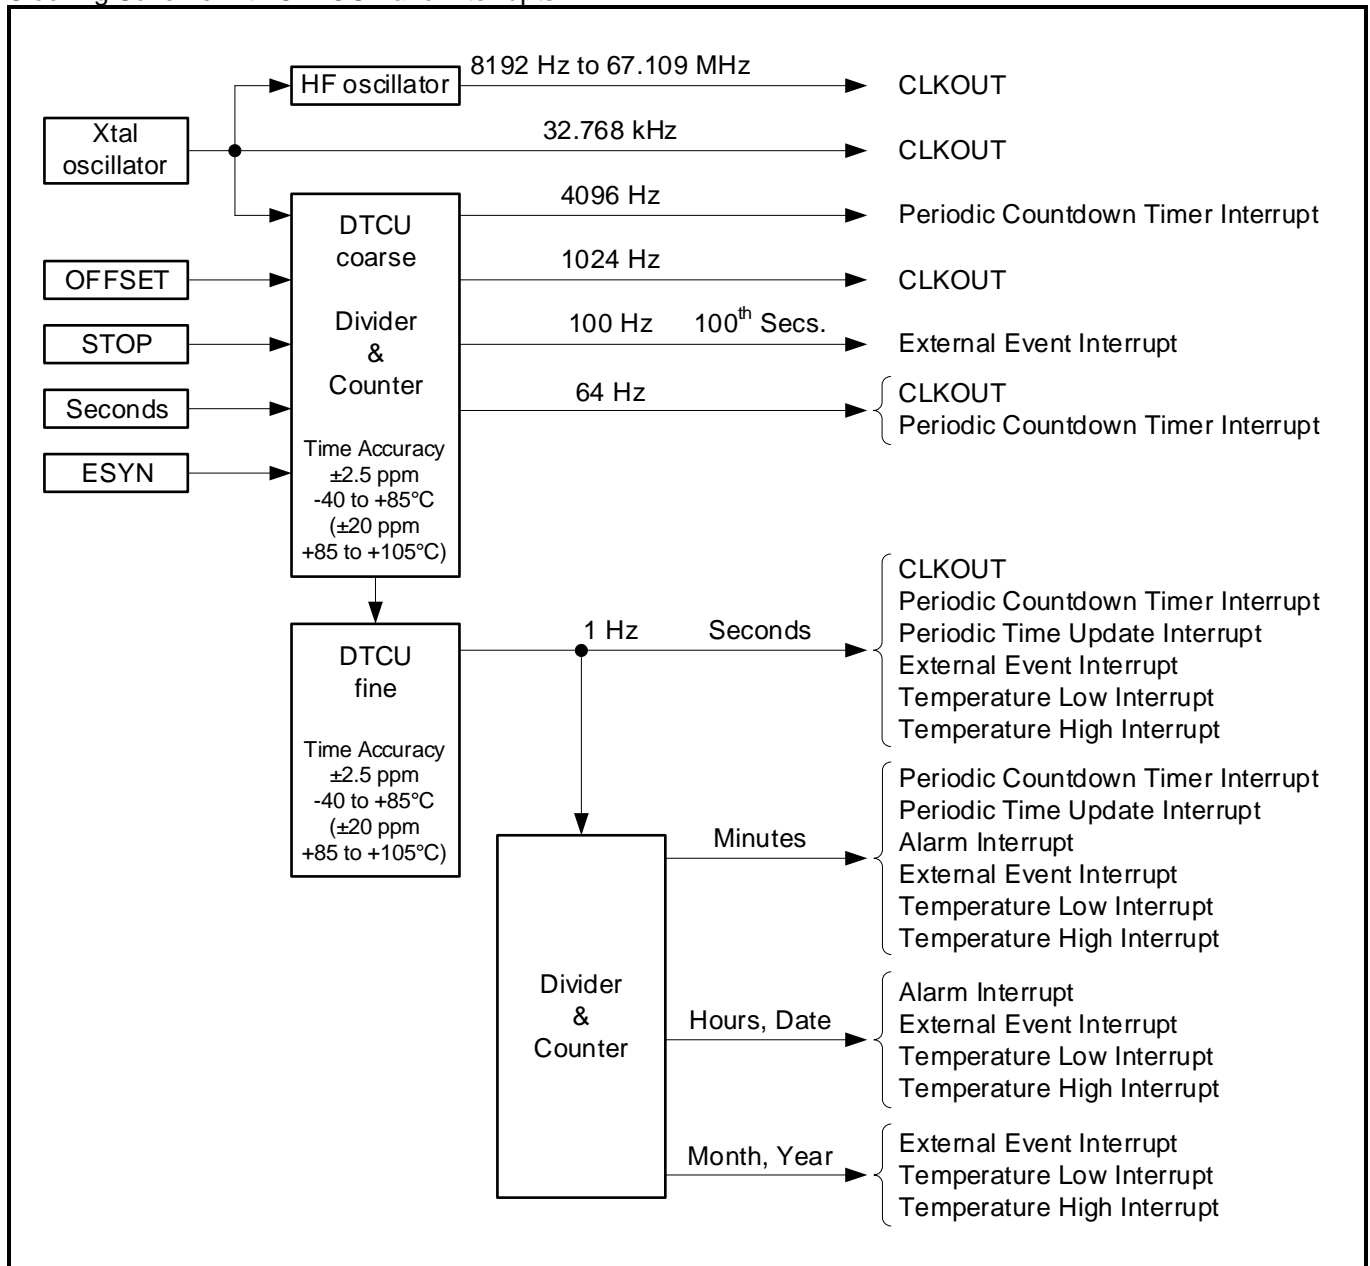 HF oscillator
8192 Hz to 67.109 MHz
CLKOUT
Xtal
oscillator
32.768 kHz
CLKOUT
DTCU
coarse
Divider
&
Counter
Time Accuracy
±2.5 ppm
-40 to +85°C
(±20 ppm
+85 to +105°C)
4096 Hz
Periodic Countdown Timer Interrupt
OFFSET
1024 Hz
CLKOUT
STOP
100 Hz 100th Secs.
External Event Interrupt
Seconds
64 Hz
CLKOUT
Periodic Countdown Timer Interrupt
ESYN
DTCU
fine
Time Accuracy
±2.5 ppm
-40 to +85°C
(±20 ppm
+85 to +105°C)
1 Hz Seconds
CLKOUT
Periodic Countdown Timer Interrupt
Periodic Time Update Interrupt
External Event Interrupt
Temperature Low Interrupt
Temperature High Interrupt
Divider
&
Counter
Minutes
Periodic Countdown Timer Interrupt
Periodic Time Update Interrupt
Alarm Interrupt
External Event Interrupt
Temperature Low Interrupt
Temperature High Interrupt
Hours, Date
Alarm Interrupt
External Event Interrupt
Temperature Low Interrupt
Temperature High Interrupt
Month, Year
External Event Interrupt
Temperature Low Interrupt
Temperature High Interrupt